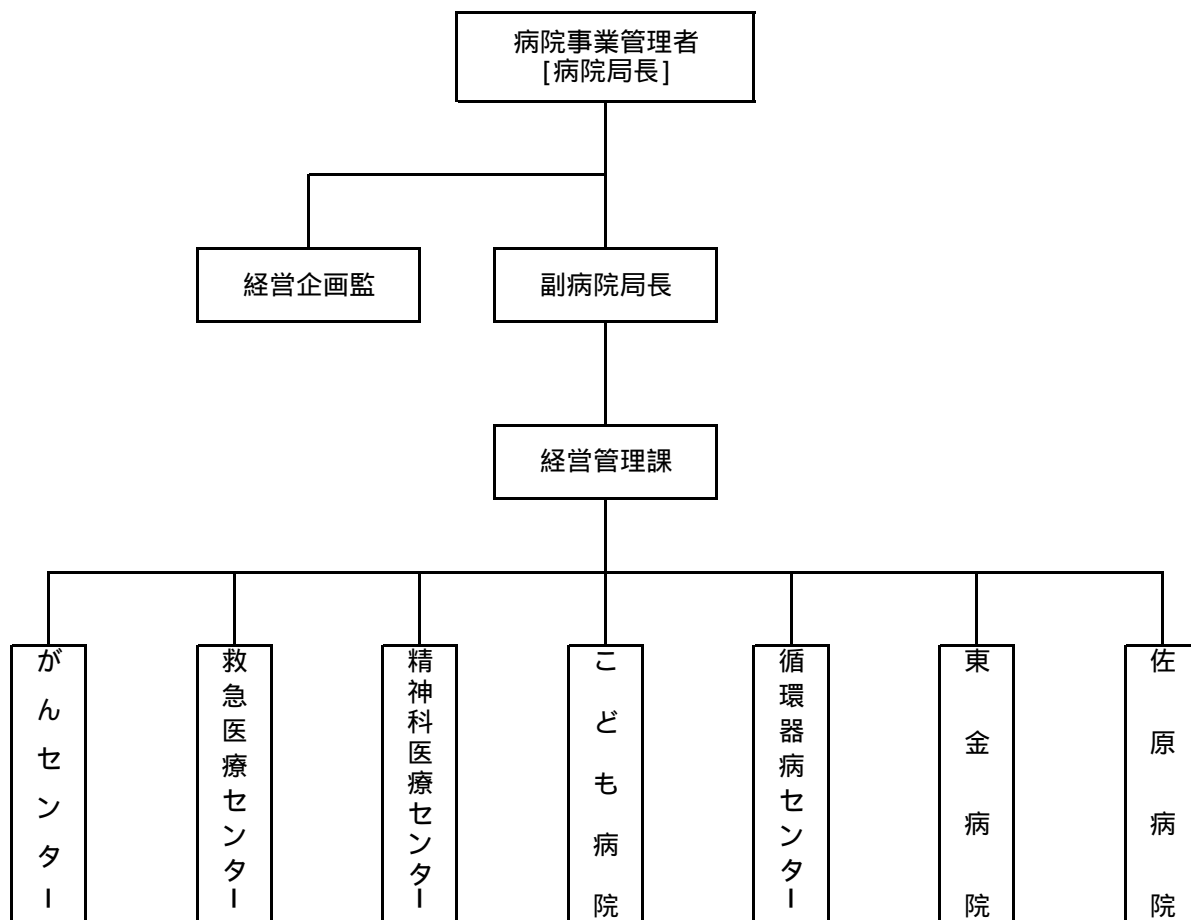 病院事業管理者
[病院局長]
経営企画監
副病院局長
経営管理課
がんセンター
救急医療センター
精神科医療センター
こども病院
循環器病センター
東金病院
佐原病院